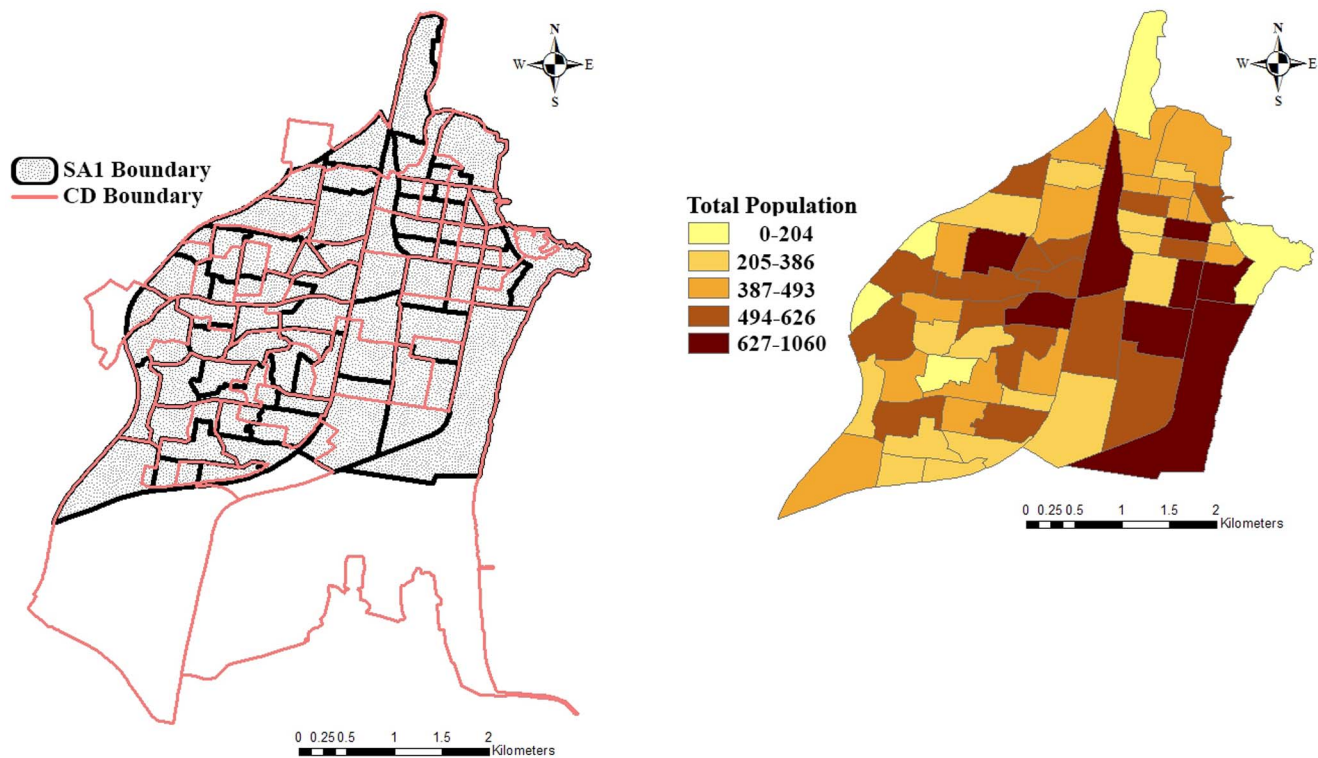 N
W E
S
SA1 Boundary
CD Boundary
0 0.25 0.5 1 1.5 2
Kilometers
N
W E
S
Total Population
0-204
205-386
387-493
494-626
627-1060
0 0.25 0.5 1 1.5 2
Kilometers